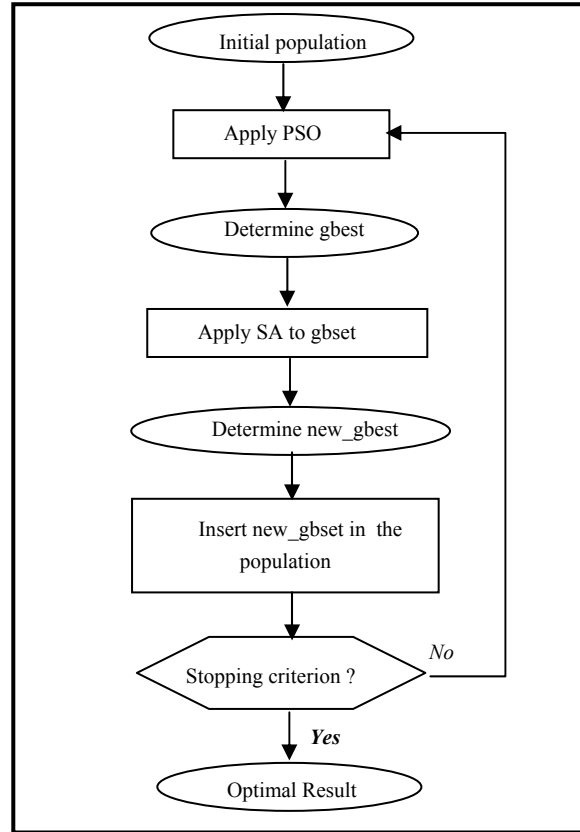 Initial population
Apply PSO
Determine gbest
Apply SA to gbset
Determine new_gbest
Insert new_gbset in the
population
No
Stopping criterion ?
Yes
Optimal Result